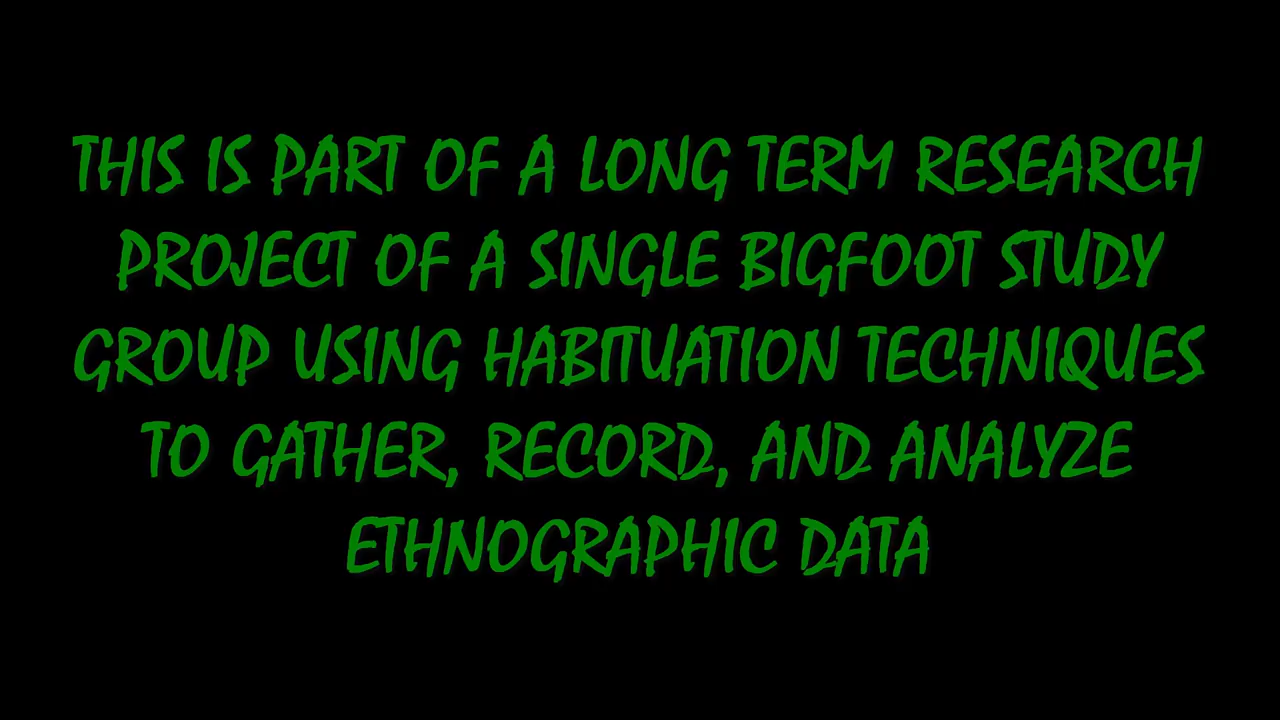 THIS IS PART OF A LONG TERM RESEARCH
PROJECT OF A SINGLE BIGFOOT STUDY
GROUP USING HABITUATION TECHNIQUES
TO GATHER, RECORD, AND ANALYZE
ETHNOGRAPHIC DATA